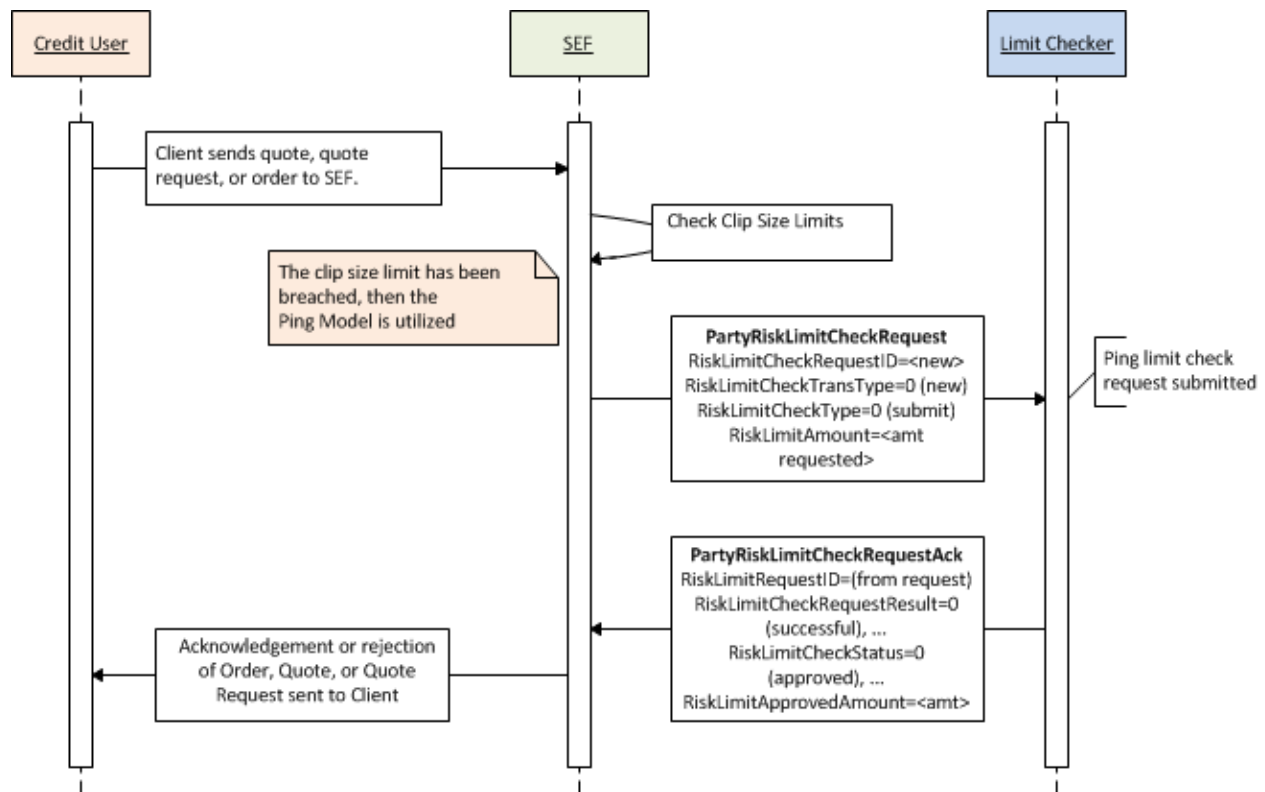 Credit User
SEF
Limit Checker
Client sends quote, quote
request, or order to SEF.
Check Clip Size Limits
The clip size limit has been
breached, then the
Ping Model is utilized
PartyRiskLimitCheckRequest
RiskLimitCheckRequestID=<new>
RiskLimitCheckTransType=0 (new)
RiskLimitCheckType=0 (submit)
RiskLimitAmount=<amt
requested>
Ping limit check
request submitted
PartyRiskLimitCheckRequestAck
RiskLimitRequestID=(from request)
RiskLimitCheckRequestResult=0
(successful), ...
RiskLimitCheckStatus=0
(approved), ...
RiskLimitApprovedAmount=<amt>
Acknowledgement or rejection
of Order, Quote, or Quote
Request sent to Client